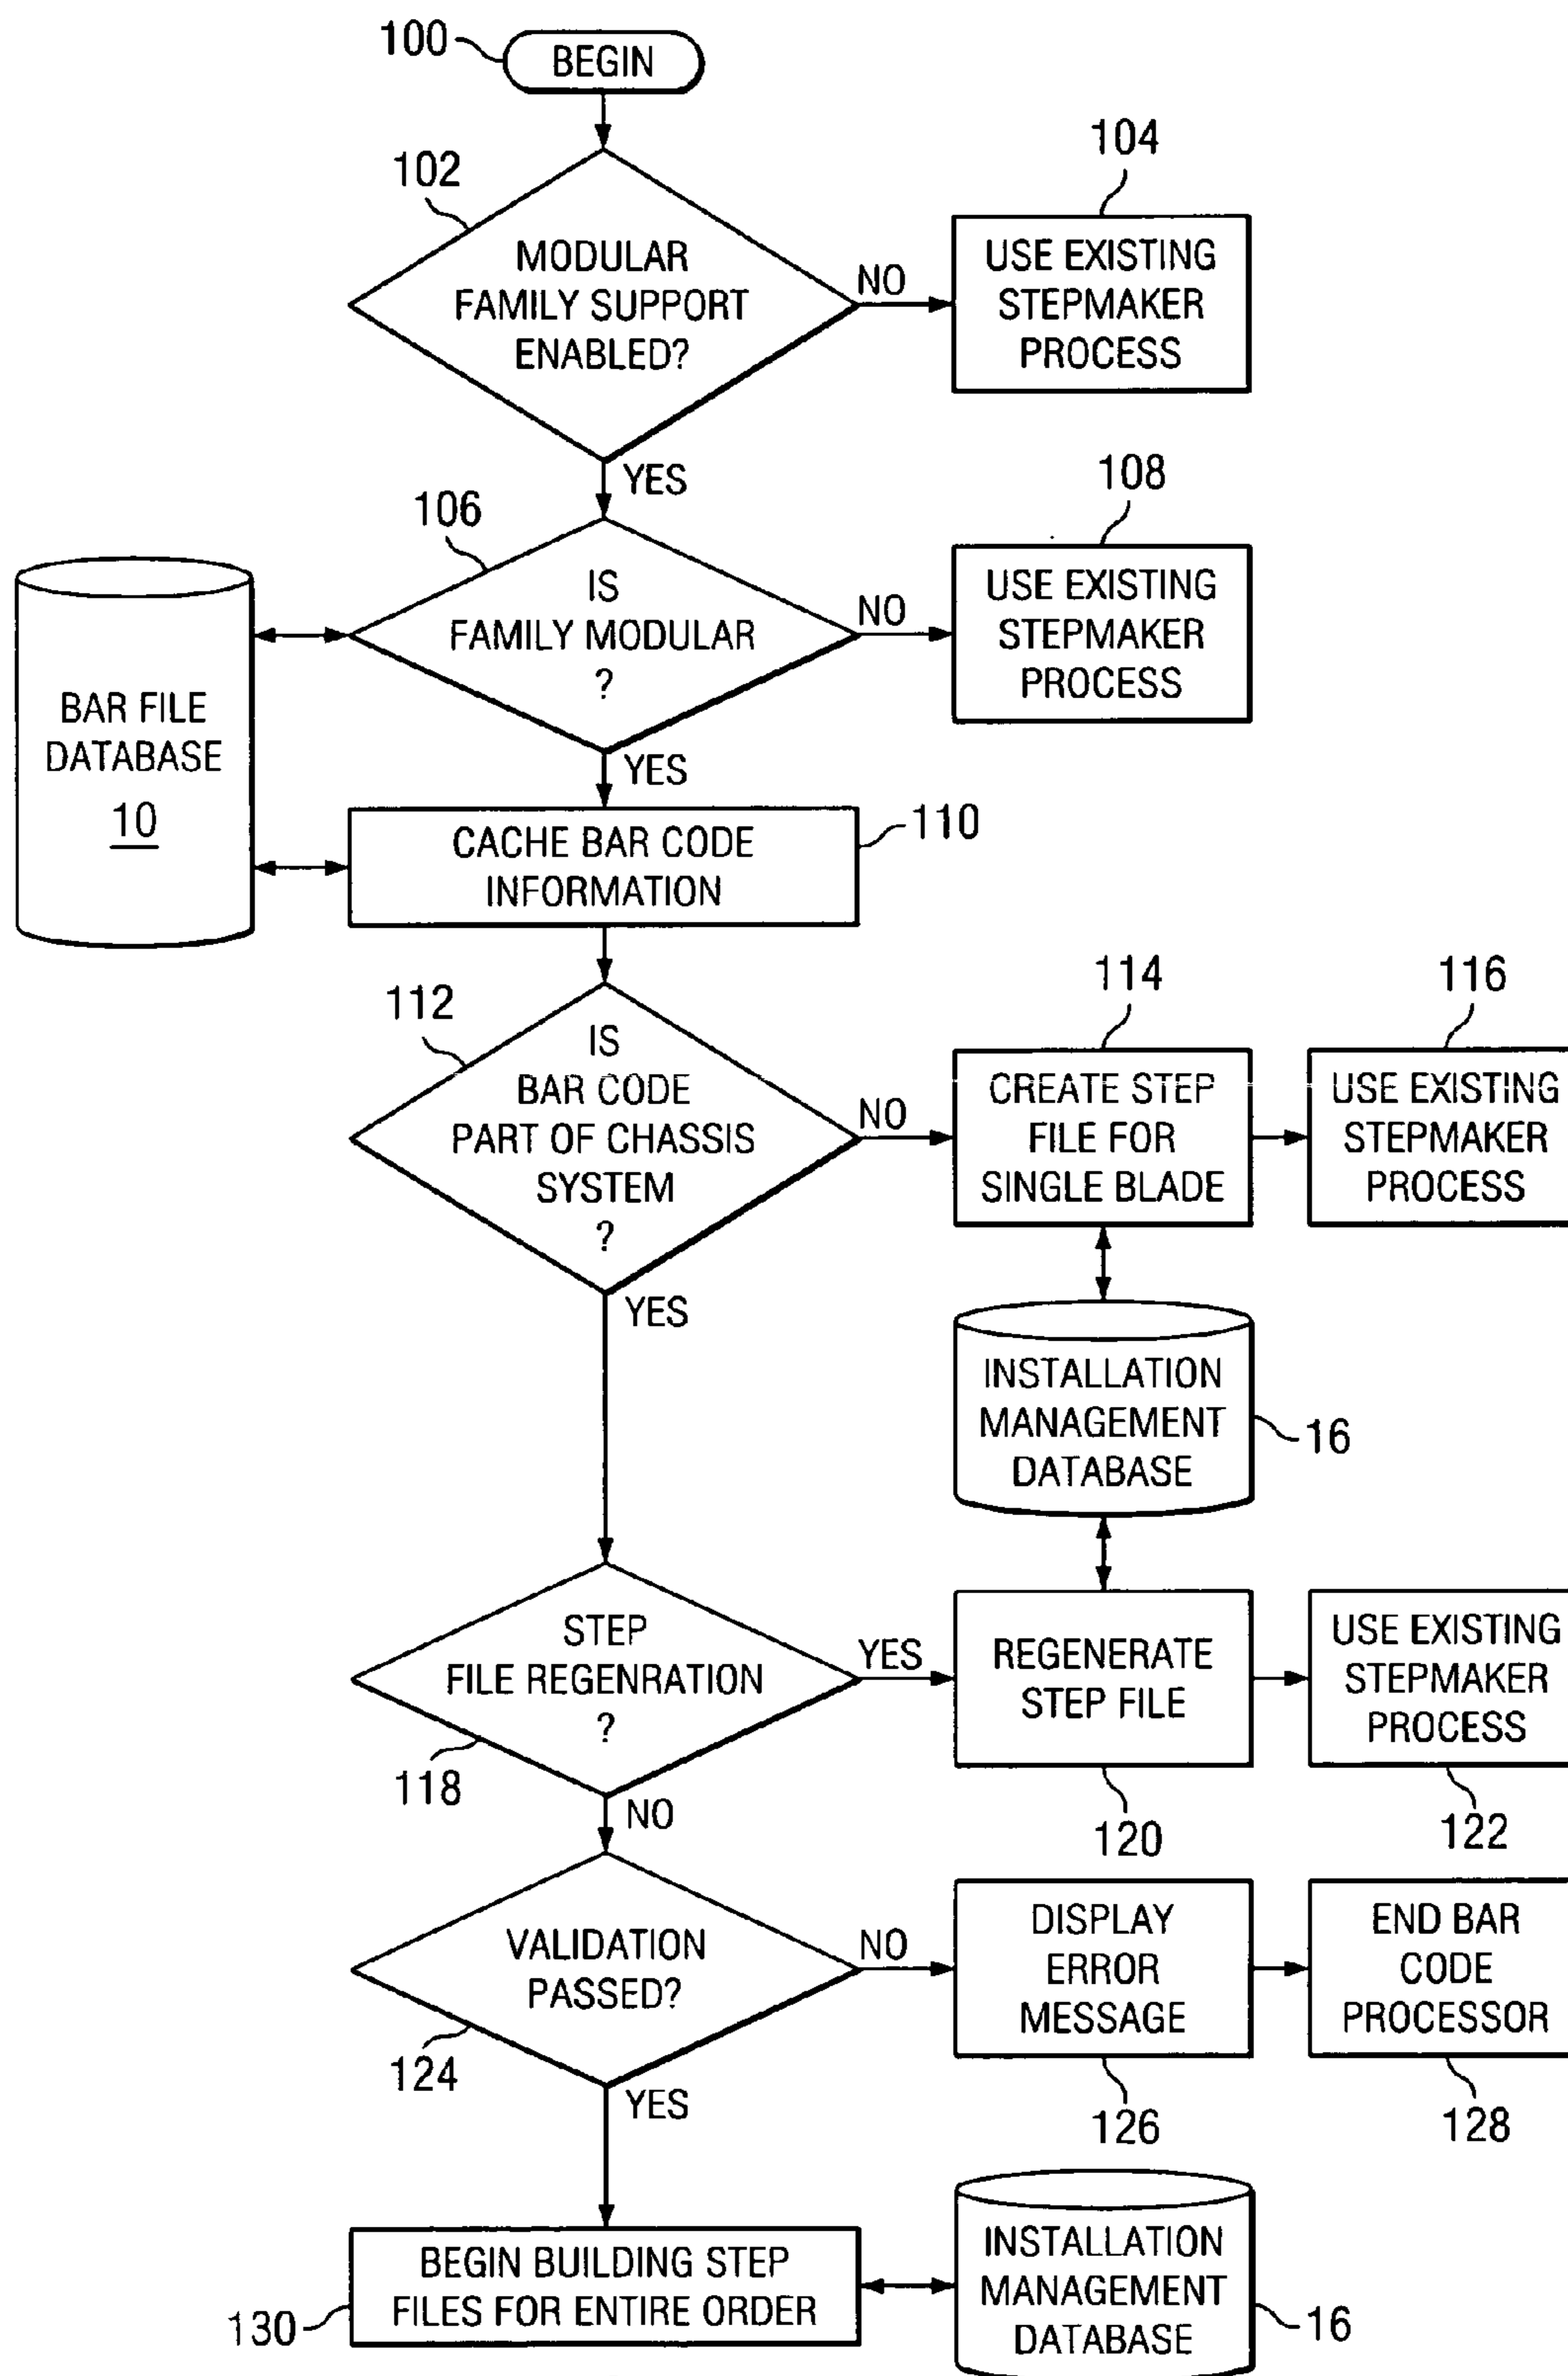 100
BEGIN
102
MODULAR
FAMILY SUPPORT
ENABLED?
NO
104
USE EXISTING
STEPMAKER
PROCESS
YES
106
IS
FAMILY MODULAR
?
NO
108
USE EXISTING
STEPMAKER
PROCESS
BAR FILE
DATABASE
10
YES
CACHE BAR CODE
INFORMATION
110
112
IS
BAR CODE
PART OF CHASSIS
SYSTEM
?
NO
114
CREATE STEP
FILE FOR
SINGLE BLADE
116
USE EXISTING
STEPMAKER
PROCESS
YES
INSTALLATION
MANAGEMENT
DATABASE
16
STEP
FILE REGENRATION
?
118
YES
REGENERATE
STEP FILE
120
USE EXISTING
STEPMAKER
PROCESS
122
NO
VALIDATION
PASSED?
124
NO
DISPLAY
ERROR
MESSAGE
126
END BAR
CODE
PROCESSOR
128
YES
BEGIN BUILDING STEP
FILES FOR ENTIRE ORDER
130
INSTALLATION
MANAGEMENT
DATABASE
16